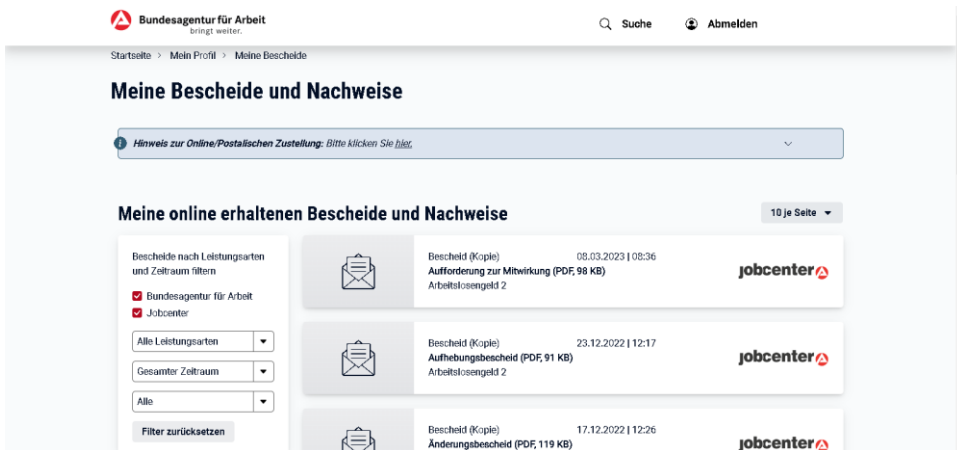 Bundesagentur für Arbeit
bringt weiter.
Suche
Abmelden
Startseite > Mein Profil > Meine Bescheide
Meine Bescheide und Nachweise
Hinweis zur Online/Postalischen Zustellung: Bitte klicken Sie hier.
Meine online erhaltenen Bescheide und Nachweise
10 je Seite
Bescheide nach Leistungsarten
und Zeitraum filtern
Bundesagentur für Arbeit
Jobcenter
Alle Leistungsarten
Gesamter Zeitraum
Alle
Filter zurücksetzen
Bescheid (Kopie) 08.03.2023 | 08:36
Aufforderung zur Mitwirkung (PDF, 98 KB)
Arbeitslosengeld 2
jobcenter
Bescheid (Kopie) 23.12.2022 | 12:17
Aufhebungsbescheid (PDF, 91 KB)
Arbeitslosengeld 2
jobcenter
Bescheid (Kopie) 17.12.2022 | 12:26
Änderungsbescheid (PDF, 119 KB)
jobcenter